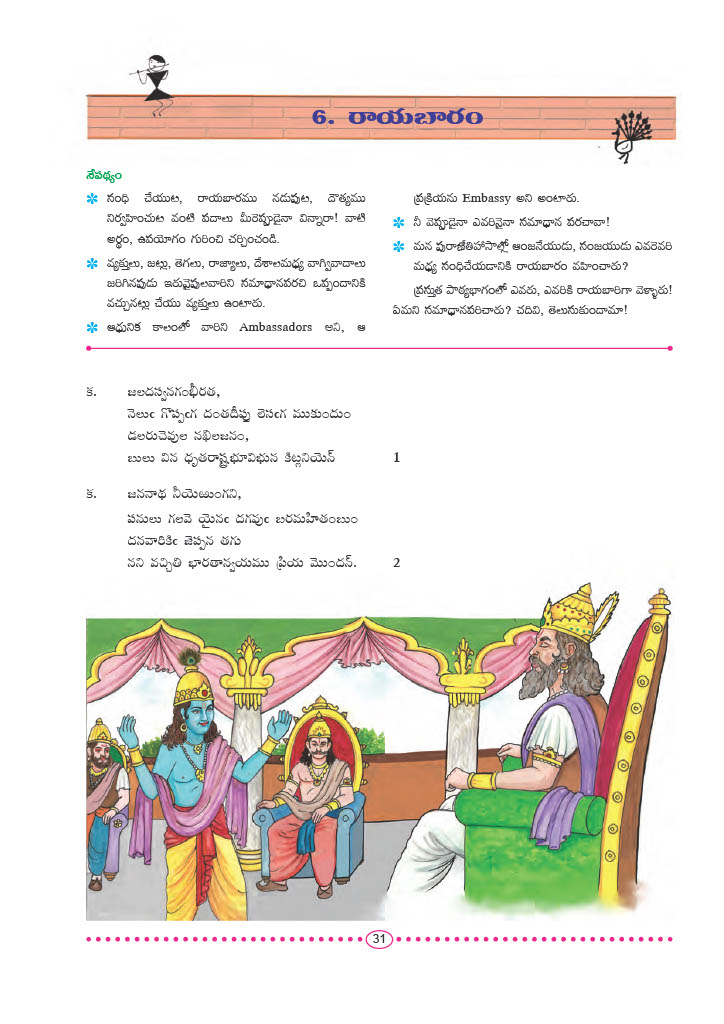 6. రాయబారం
నేపథ్యం
సంధి చేయుట, రాయబారము నడుపుట, దౌత్యము
నిర్వహించుట వంటి పదాలు మీరెప్పుడైనా విన్నారా! వాటి
అర్థం, ఉపయోగం గురించి చర్చించండి.
వ్యక్తులు, జట్లు, తెగలు, రాజ్యాలు, దేశాలమధ్య వాగ్వివాదాలు
జరిగినపుడు ఇరువైపులవారిని సమాధానపరచి ఒప్పందానికి
వచ్చునట్లు చేయు వ్యక్తులు ఉంటారు.
ఆధునిక కాలంలో వారిని Ambassadors అని, ఆ
ప్రక్రియను Embassy అని అంటారు.
నీ వెప్పుడైనా ఎవరినైనా సమాధాన పరచావా!
మన పురాణేతిహాసాల్లో ఆంజనేయుడు, సంజయుడు ఎవరెవరి
మధ్య సంధిచేయడానికి రాయబారం వహించారు?
ప్రస్తుత పాఠ్యభాగంలో ఎవరు, ఎవరికి రాయబారిగా వెళ్ళారు!
ఏమని సమాధానపరిచారు? చదివి, తెలుసుకుందామా!
క. జలదస్వనగంభీరత,
నెలుఁ గొప్పఁగ దంతదీప్తు లెసఁగ ముకుందుం
డలరుచెవుల నఖిలజనం,
బులు విన ధృతరాష్ట్రభూవిభున కిట్లనియెన్ 1
క. జననాథ నీయెఱుంగని,
పనులు గలవె యైనఁ దగవుఁ బరమహితంబుం
దనవారికిఁ జెప్పన తగు
నని వచ్చితి భారతాన్వయము ప్రియ మొందన్. 2
31